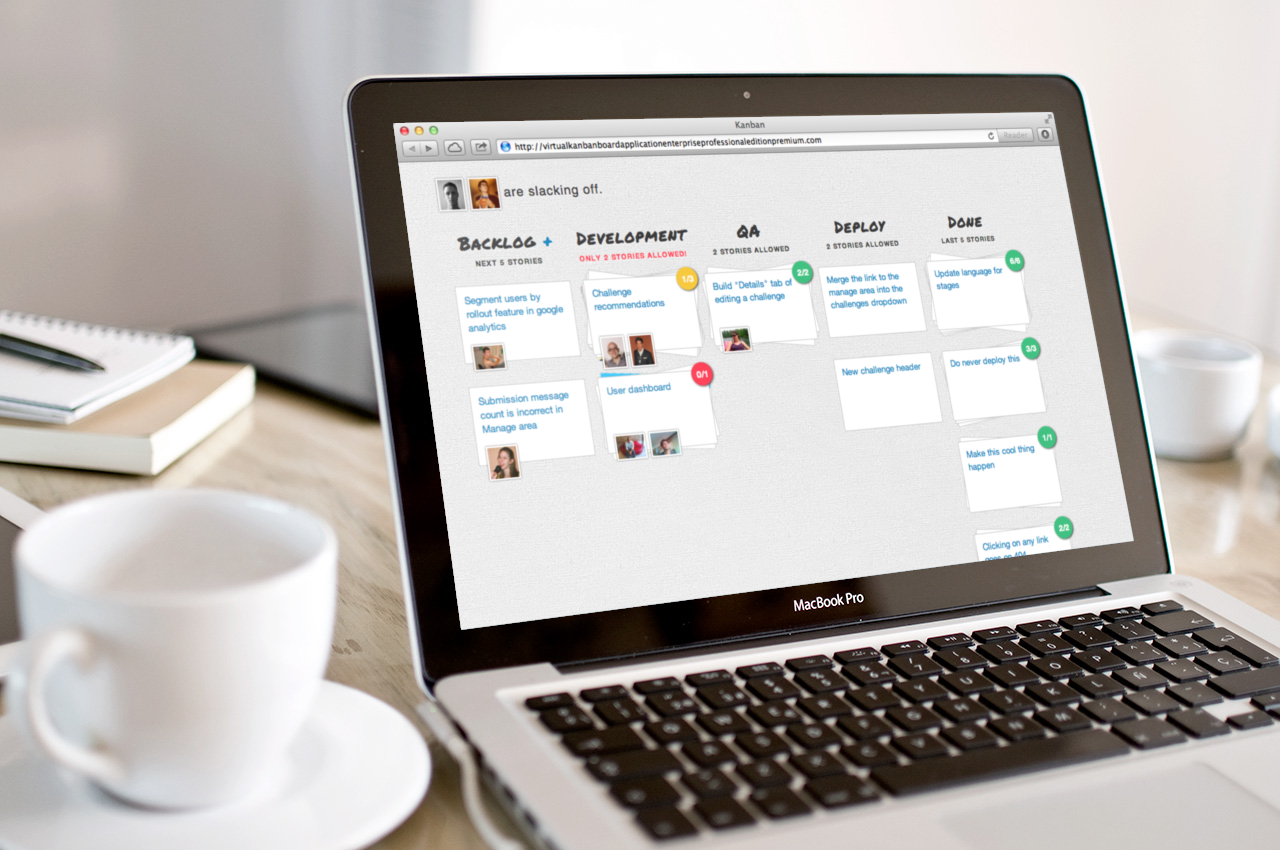 Kanban
http://virtualkanbanboardapplicationenterpriseprofessionaleditionpremium.com
Reader
are slacking off.
BACKLOG +
NEXT 5 STORIES
Segment users by
rollout feature in google
analytics
Submission message
count is incorrect in
Manage area
DEVELOPMENT
ONLY 2 STORIES ALLOWED!
1/3
Challenge
recommendations
0/1
User dashboard
QA
2 STORIES ALLOWED
2/2
Build "Details" tab of
editing a challenge
DEPLOY
2 STORIES ALLOWED
Merge the link to the
manage area into the
challenges dropdown
New challenge header
DONE
LAST 5 STORIES
6/6
Update language for
stages
3/3
Do never deploy this
1/1
Make this cool thing
happen
2/2
Clicking on any link
goes on 404
MacBook Pro